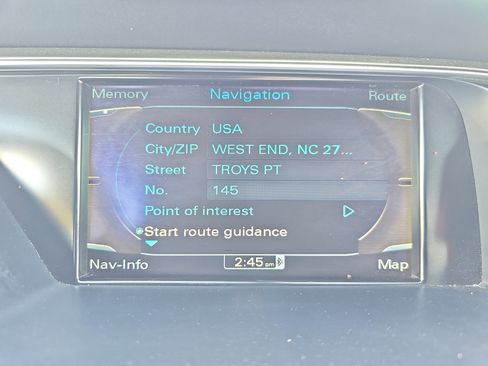 Memory Navigation Route
Country USA
City/ZIP WEST END, NC 27...
Street TROYS PT
No. 145
Point of interest
Start route guidance
Nav-Info 2:45 pm Map